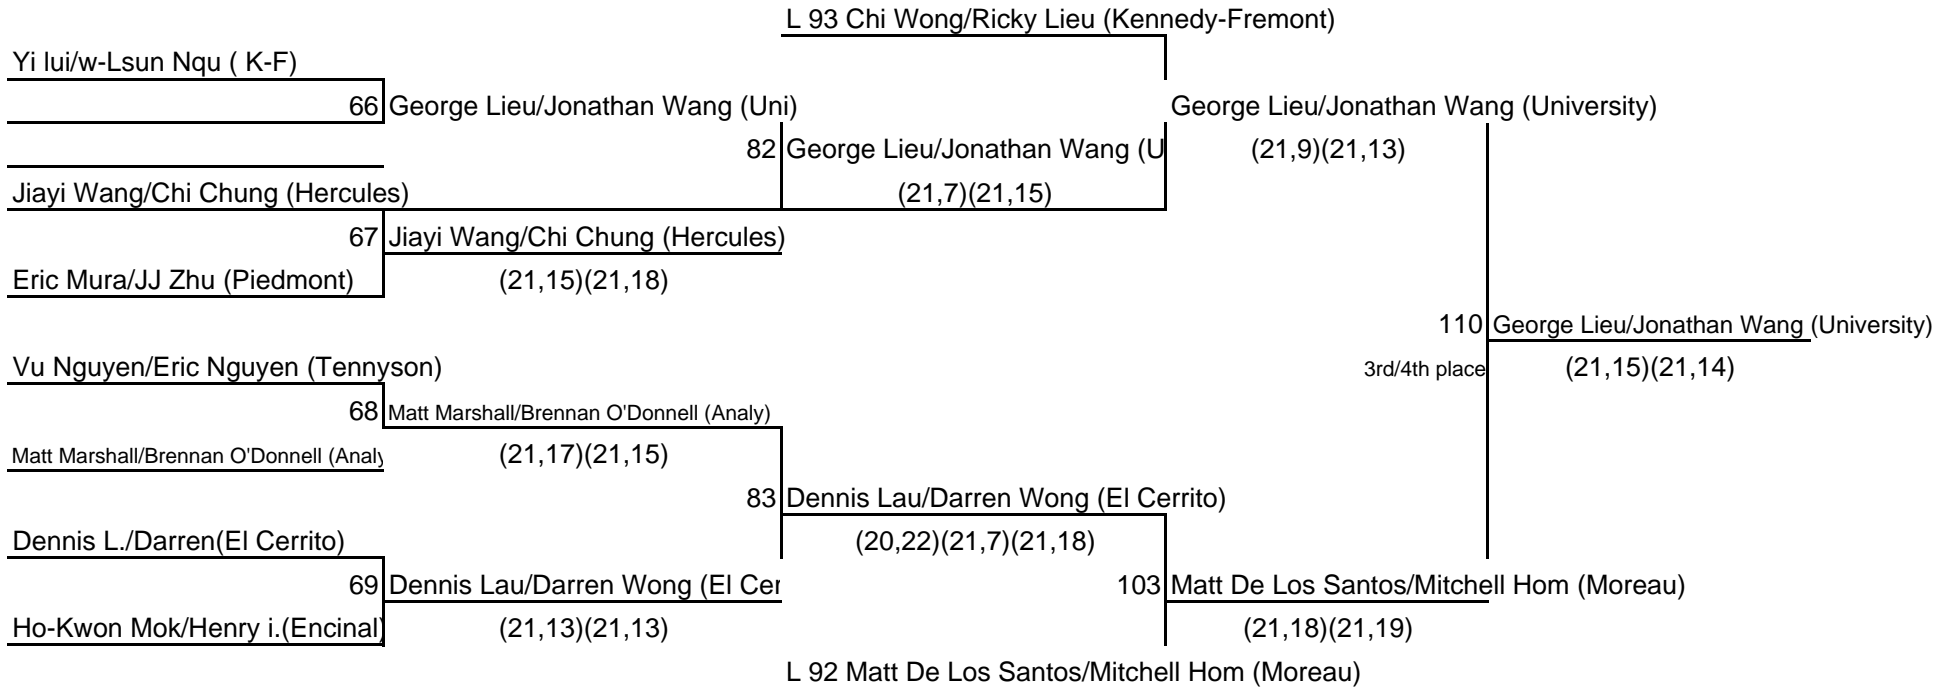 L 93 Chi Wong/Ricky Lieu (Kennedy-Fremont)
Yi lui/w-Lsun Nqu ( K-F)
66 George Lieu/Jonathan Wang (Uni)
George Lieu/Jonathan Wang (University)
82 George Lieu/Jonathan Wang (U
(21,9)(21,13)
Jiayi Wang/Chi Chung (Hercules)
(21,7)(21,15)
67 Jiayi Wang/Chi Chung (Hercules)
Eric Mura/JJ Zhu (Piedmont)
(21,15)(21,18)
110 George Lieu/Jonathan Wang (University)
Vu Nguyen/Eric Nguyen (Tennyson)
3rd/4th place
(21,15)(21,14)
68 Matt Marshall/Brennan O'Donnell (Analy)
Matt Marshall/Brennan O'Donnell (Analy
(21,17)(21,15)
83 Dennis Lau/Darren Wong (El Cerrito)
Dennis L./Darren(El Cerrito)
(20,22)(21,7)(21,18)
69 Dennis Lau/Darren Wong (El Cer
103 Matt De Los Santos/Mitchell Hom (Moreau)
Ho-Kwon Mok/Henry i.(Encinal)
(21,13)(21,13)
(21,18)(21,19)
L 92 Matt De Los Santos/Mitchell Hom (Moreau)